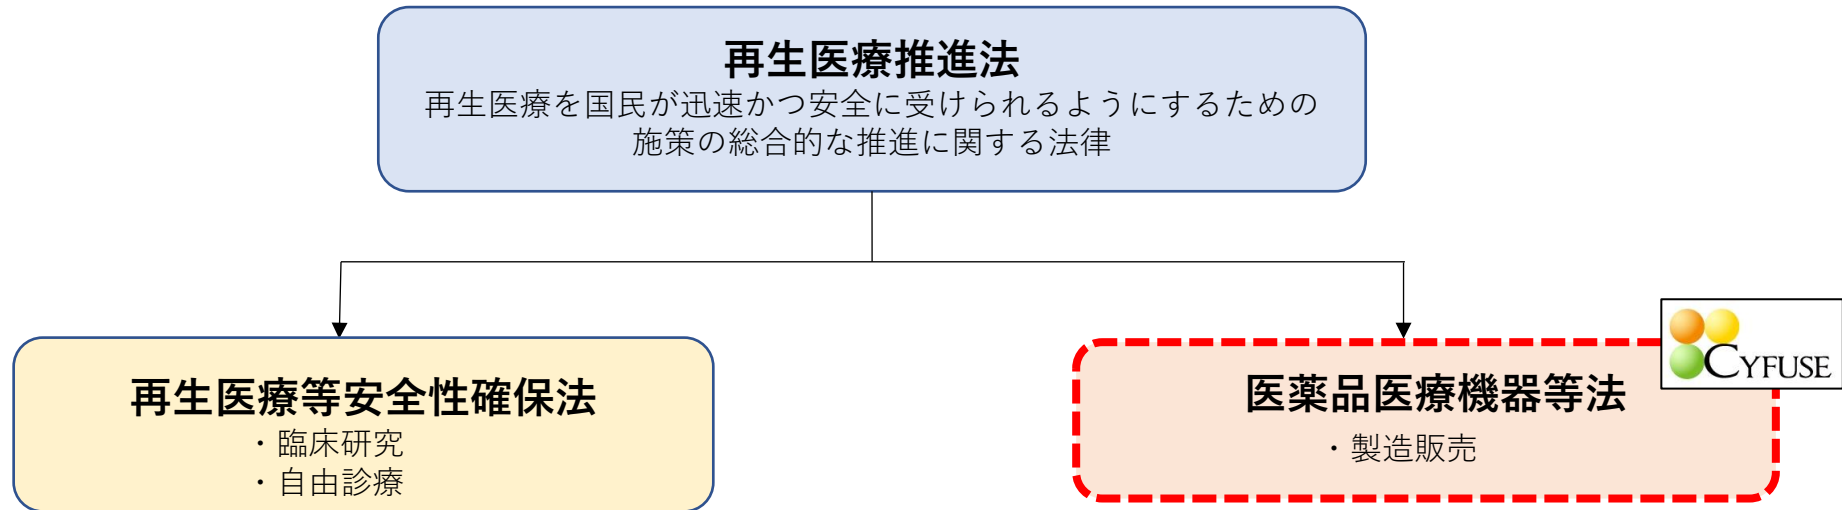 再生医療推進法
再生医療を国民が迅速かつ安全に受けられるようにするための
施策の総合的な推進に関する法律
再生医療等安全性確保法
・臨床研究
・自由診療
CYFUSE
医薬品医療機器等法
・製造販売